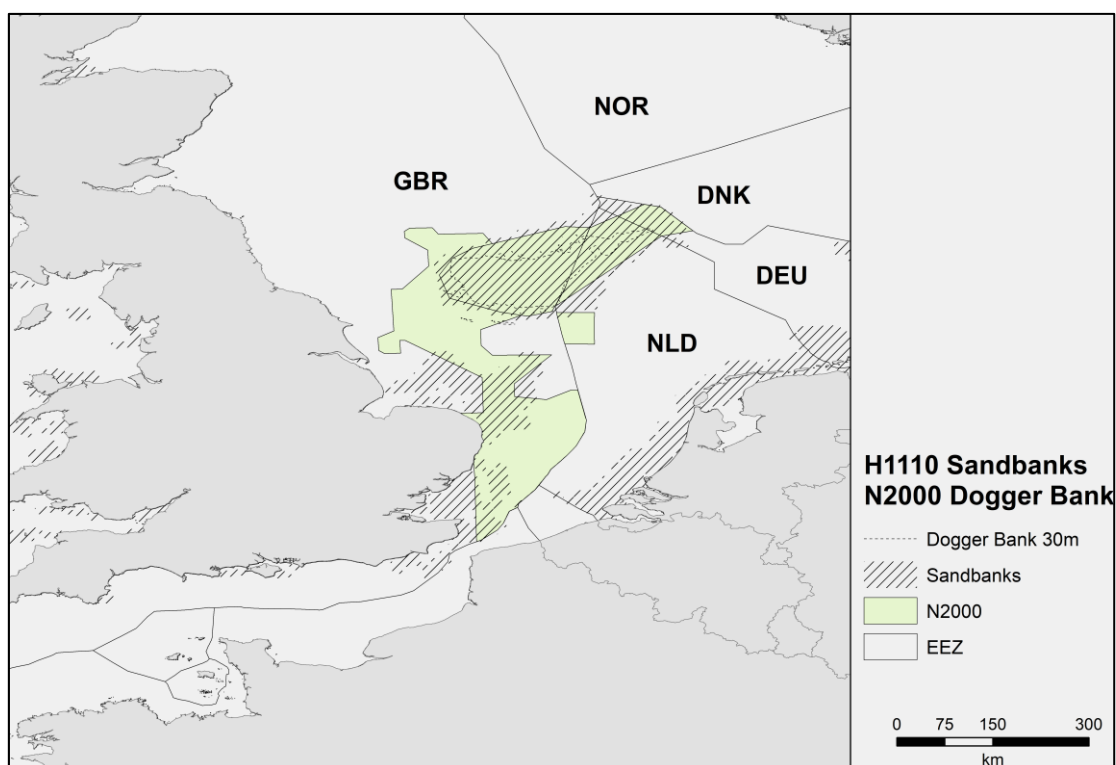 NOR
GBR
DNK
DEU
NLD
H1110 Sandbanks
N2000 Dogger Bank
Dogger Bank 30m
Sandbanks
N2000
EEZ
0 75 150 300
km